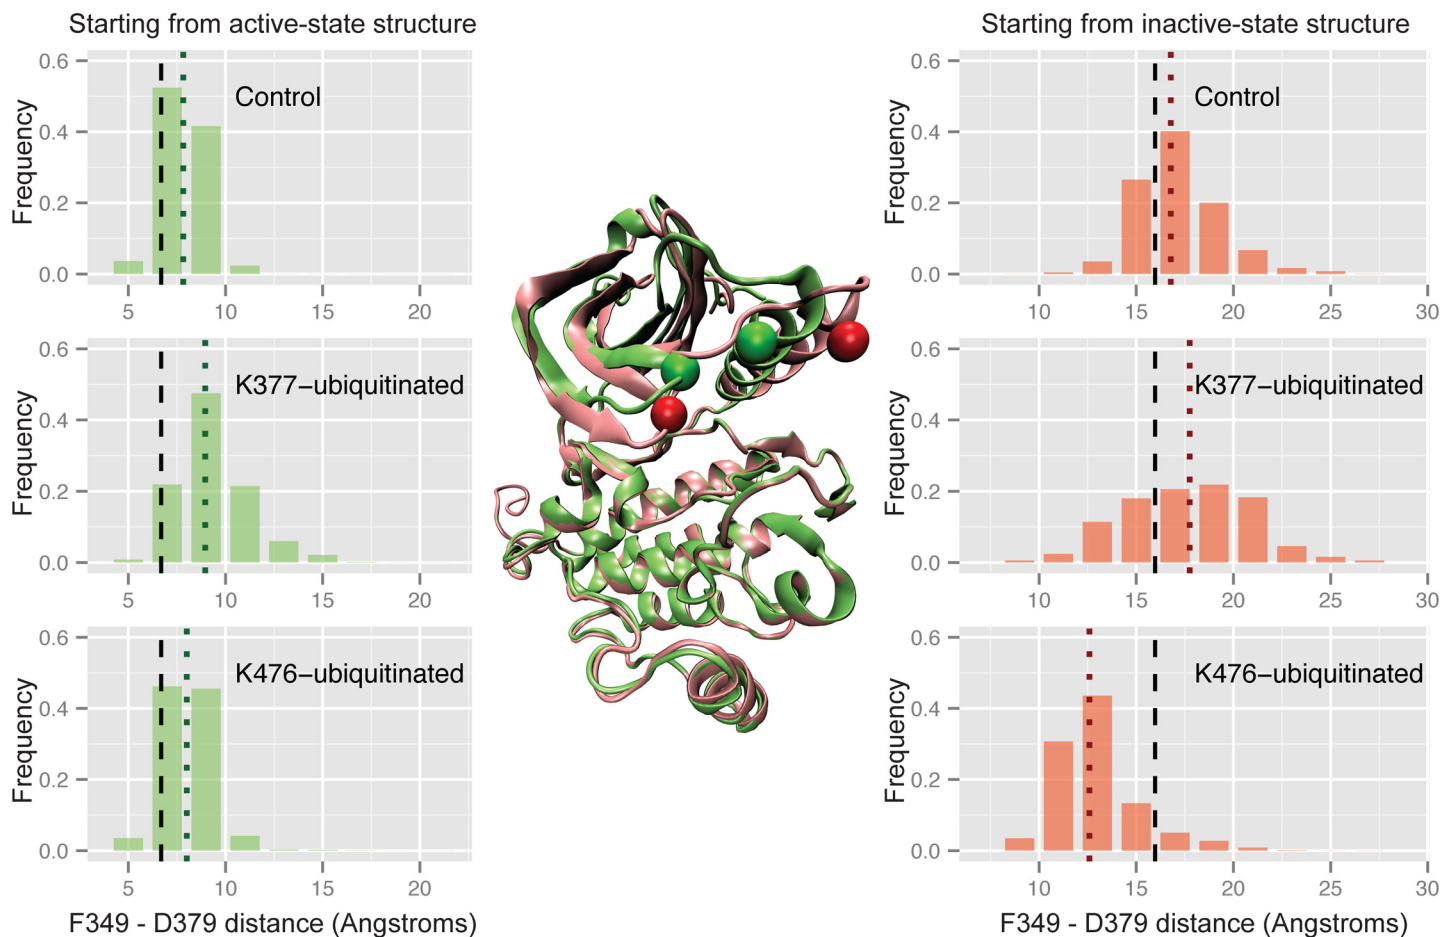 Starting from active-state structure
0.6
0.4
0.2
0.0
Frequency
Control
5 10 15 20
0.6
0.4
0.2
0.0
Frequency
K377−ubiquitinated
5 10 15 20
0.6
0.4
0.2
0.0
Frequency
K476−ubiquitinated
5 10 15 20
F349 - D379 distance (Angstroms)
Starting from inactive-state structure
0.6
0.4
0.2
0.0
Frequency
Control
10 15 20 25 30
0.6
0.4
0.2
0.0
Frequency
K377−ubiquitinated
10 15 20 25 30
0.6
0.4
0.2
0.0
Frequency
K476−ubiquitinated
10 15 20 25 30
F349 - D379 distance (Angstroms)